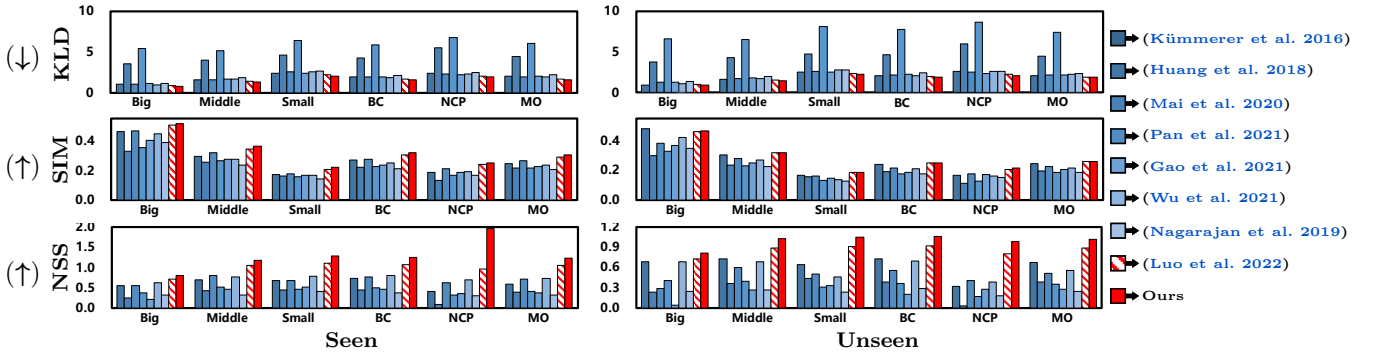 (↓) KLD
10
5
0
Big Middle Small BC NCP MO
10
5
0
Big Middle Small BC NCP MO
(↑) SIM
0.4
0.2
0.0
Big Middle Small BC NCP MO
0.4
0.2
0.0
Big Middle Small BC NCP MO
(↑) NSS
2.0
1.5
1.0
0.5
0.0
Big Middle Small BC NCP MO
1.2
0.9
0.6
0.3
0.0
Big Middle Small BC NCP MO
Seen
Unseen
(Kümmerer et al. 2016)
(Huang et al. 2018)
(Mai et al. 2020)
(Pan et al. 2021)
(Gao et al. 2021)
(Wu et al. 2021)
(Nagarajan et al. 2019)
(Luo et al. 2022)
Ours